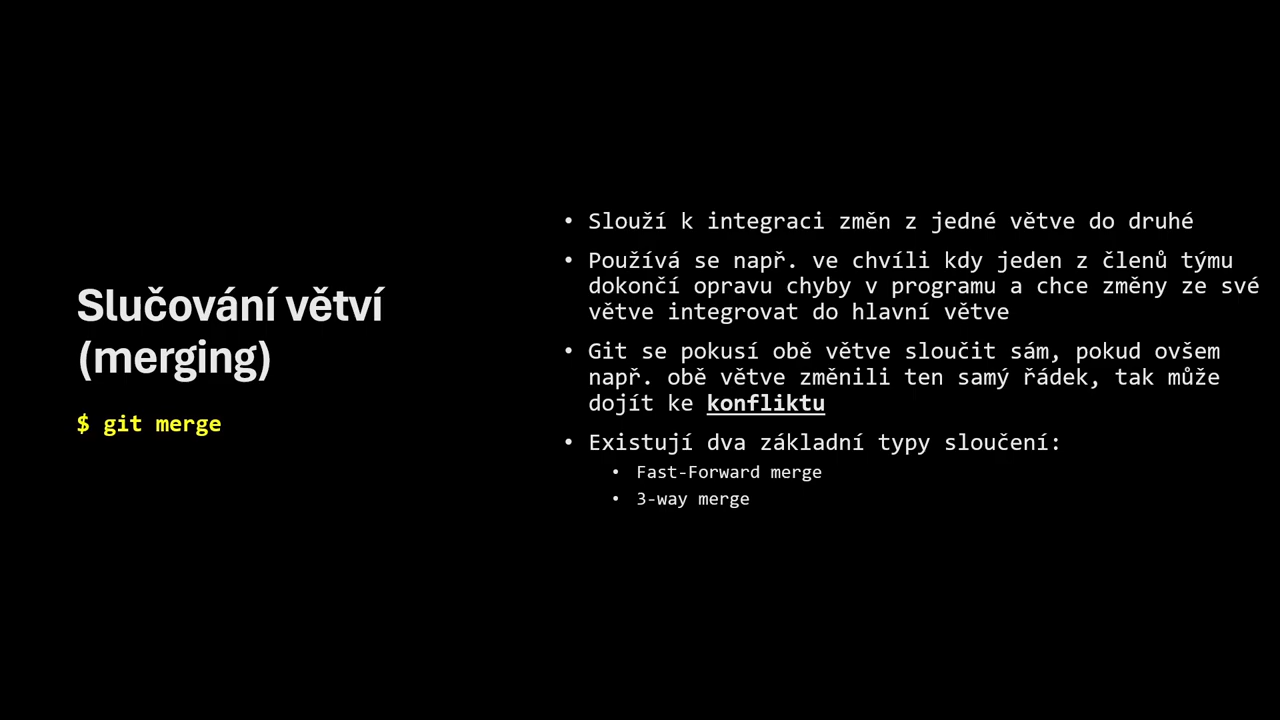 Slučování větví
(merging)
$ git merge
• Slouží k integraci změn z jedné větve do druhé
• Používá se např. ve chvíli kdy jeden z členů týmu
dokončí opravu chyby v programu a chce změny ze své
větve integrovat do hlavní větve
• Git se pokusí obě větve sloučit sám, pokud ovšem
např. obě větve změnili ten samý řádek, tak může
dojít ke konfliktu
• Existují dva základní typy sloučení:
• Fast-Forward merge
• 3-way merge